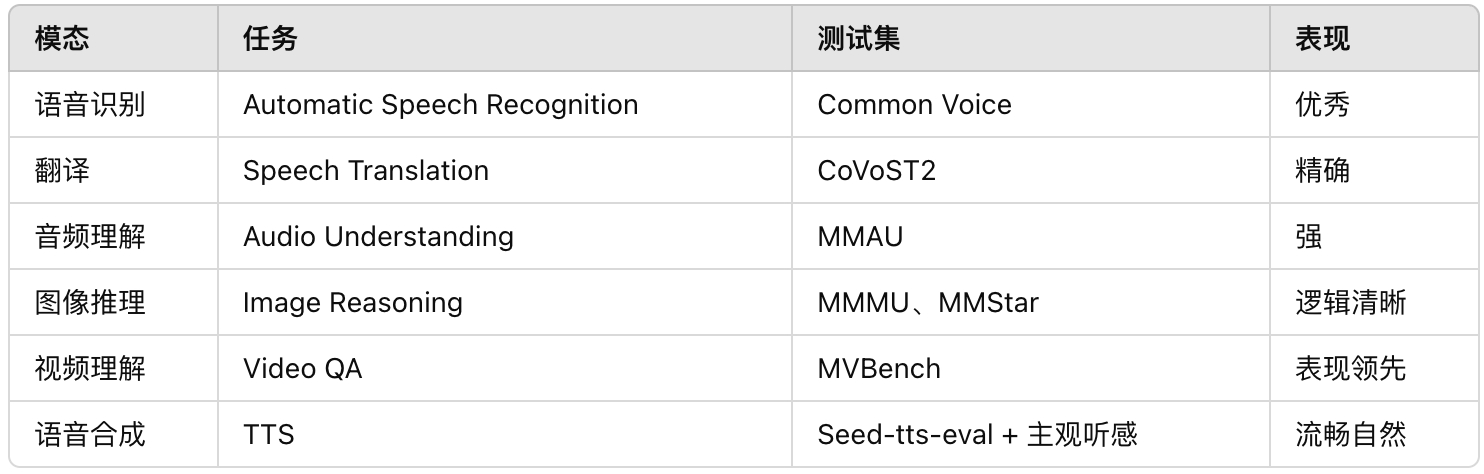 模态 任务 测试集 表现
语音识别 Automatic Speech Recognition Common Voice 优秀
翻译 Speech Translation CoVoST2 精确
音频理解 Audio Understanding MMAU 强
图像推理 Image Reasoning MMMU、MMStar 逻辑清晰
视频理解 Video QA MVBench 表现领先
语音合成 TTS Seed-tts-eval + 主观听感 流畅自然